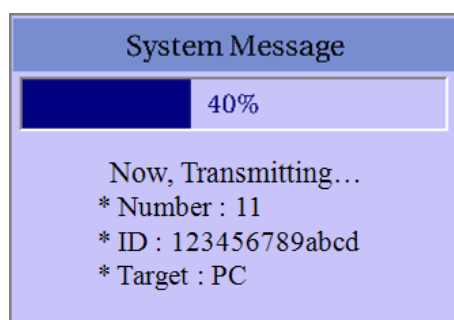 System Message
40%
Now, Transmitting…
* Number : 11
* ID : 123456789abcd
* Target : PC